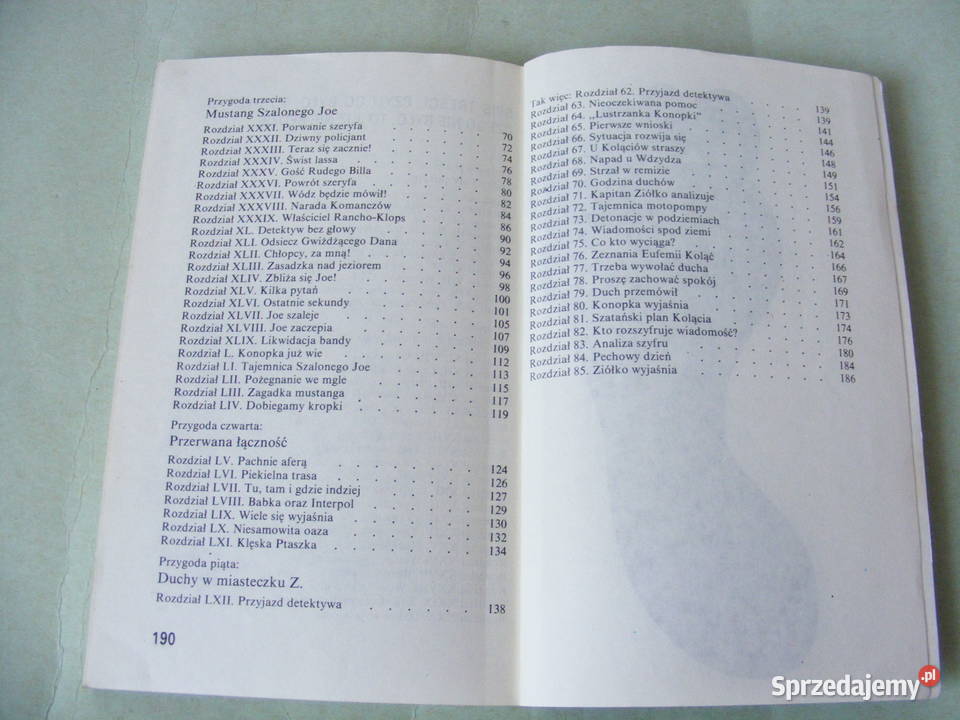 Przygoda trzecia:
Mustang Szalonego Joe
Rozdział XXXI. Porwanie szeryfa . . . . . . 70
Rozdział XXXII. Dziwny policjant . . . . . . 72
Rozdział XXXIII. Teraz się zacznie! . . . . . . 74
Rozdział XXXIV. Świst lassa . . . . . . 76
Rozdział XXXV. Gość Rudego Billa . . . . . . 78
Rozdział XXXVI. Powrót szeryfa . . . . . . 80
Rozdział XXXVII. Wódz będzie mówił! . . . . . . 82
Rozdział XXXVIII. Narada Komanczów . . . . . . 84
Rozdział XXXIX. Właściciel Rancho-Klops . . . . . . 86
Rozdział XL. Detektyw bez głowy . . . . . . 90
Rozdział XLI. Odsiecz Gwiżdżącego Dana . . . . . . 92
Rozdział XLII. Chłopcy, za mną! . . . . . . 94
Rozdział XLIII. Zasadzka nad jeziorem . . . . . . 96
Rozdział XLIV. Zbliża się Joe! . . . . . . 98
Rozdział XLV. Kilka pytań . . . . . . 100
Rozdział XLVI. Ostatnie sekundy . . . . . . 101
Rozdział XLVII. Joe szaleje . . . . . . 105
Rozdział XLVIII. Joe zaczepia . . . . . . 107
Rozdział XLIX. Likwidacja bandy . . . . . . 109
Rozdział L. Konopka już wie . . . . . . 112
Rozdział LI. Tajemnica Szalonego Joe . . . . . . 113
Rozdział LII. Pożegnanie we mgle . . . . . . 115
Rozdział LIII. Zagadka mustanga . . . . . . 117
Rozdział LIV. Dobiegamy kropki . . . . . . 119
Przygoda czwarta:
Przerwana łączność
Rozdział LV. Pachnie aferą . . . . . . 124
Rozdział LVI. Piekielna trasa . . . . . . 126
Rozdział LVII. Tu, tam i gdzie indziej . . . . . . 127
Rozdział LVIII. Babka oraz Interpol . . . . . . 129
Rozdział LIX. Wiele się wyjaśnia . . . . . . 130
Rozdział LX. Niesamowita oaza . . . . . . 132
Rozdział LXI. Klęska Ptaszka . . . . . . 134
Przygoda piąta:
Duchy w miasteczku Z.
Rozdział LXII. Przyjazd detektywa . . . . . . 138
190
Tak więc: Rozdział 62. Przyjazd detektywa
Rozdział 63. Nieoczekiwana pomoc . . . . . . 139
Rozdział 64. „Lustrzanka Konopki” . . . . . . 139
Rozdział 65. Pierwsze wnioski . . . . . . 141
Rozdział 66. Sytuacja rozwija się . . . . . . 144
Rozdział 67. U Koląciów straszy . . . . . . 146
Rozdział 68. Napad u Wdzydza . . . . . . 148
Rozdział 69. Strzał w remizie . . . . . . 149
Rozdział 70. Godzina duchów . . . . . . 151
Rozdział 71. Kapitan Ziółko analizuje . . . . . . 154
Rozdział 72. Tajemnica motopompy . . . . . . 156
Rozdział 73. Detonacje w podziemiach . . . . . . 159
Rozdział 74. Wiadomości spod ziemi . . . . . . 161
Rozdział 75. Co kto wyciąga? . . . . . . 162
Rozdział 76. Zeznania Eufemii Koląć . . . . . . 164
Rozdział 77. Trzeba wywołać ducha . . . . . . 166
Rozdział 78. Proszę zachować spokój . . . . . . 167
Rozdział 79. Duch przemówił . . . . . . 169
Rozdział 80. Konopka wyjaśnia . . . . . . 171
Rozdział 81. Szatański plan Kolącia . . . . . . 173
Rozdział 82. Kto rozszyfruje wiadomość? . . . . . . 174
Rozdział 83. Analiza szyfru . . . . . . 176
Rozdział 84. Pechowy dzień . . . . . . 180
Rozdział 85. Ziółko wyjaśnia . . . . . . 184
186
Sprzedajemy.pl